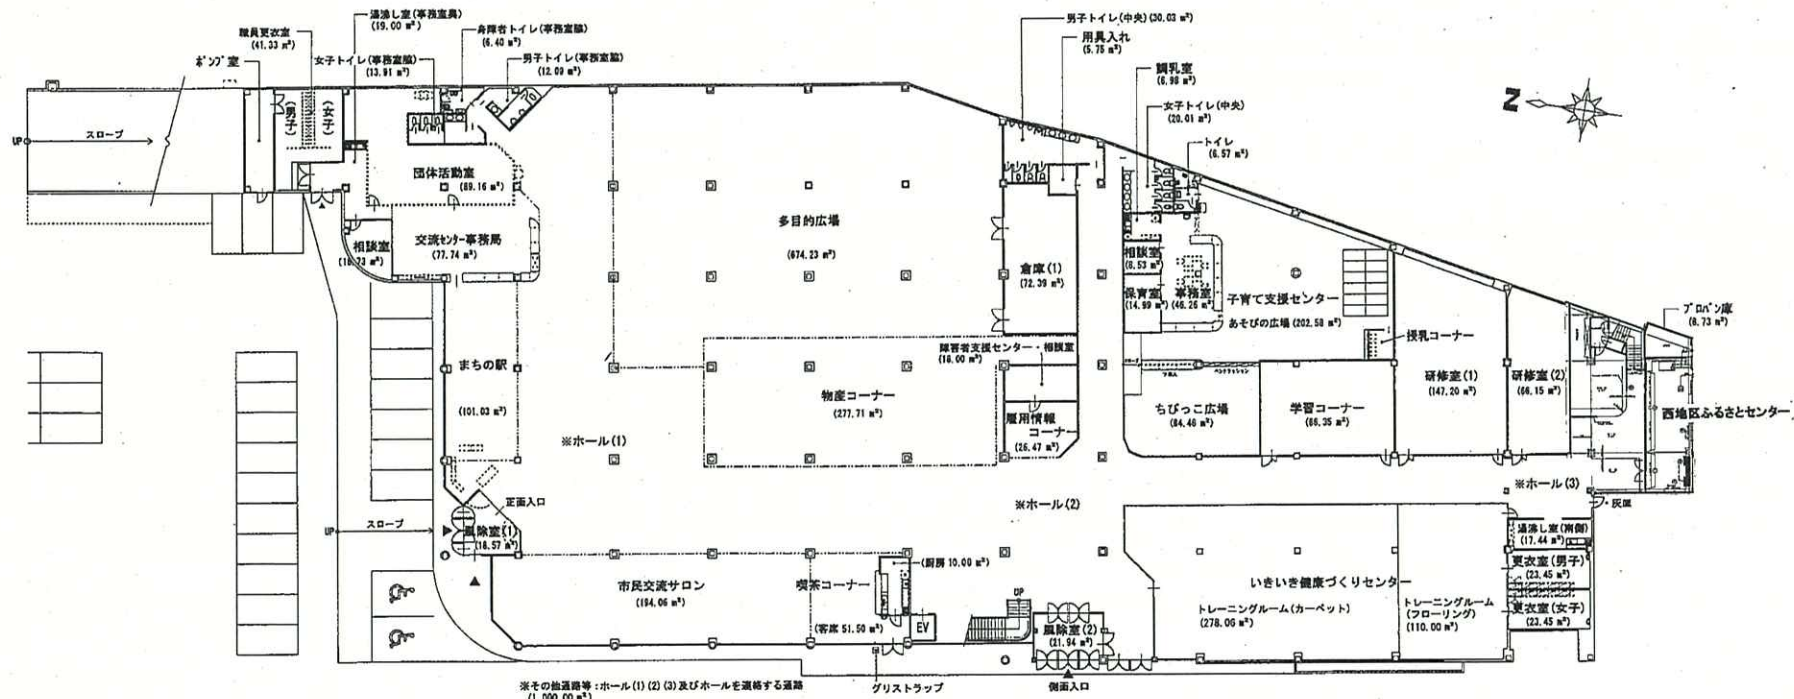 湯沸し室(事務室奥)
(19.00 ㎡)
職員更衣室
(41.33 ㎡)
ポンプ室
女子トイレ(事務室脇)
(13.91 ㎡)
身障者トイレ(事務室脇)
(6.40 ㎡)
男子トイレ(事務室脇)
(12.09 ㎡)
男子トイレ(中央)(30.03 ㎡)
用具入れ
(5.75 ㎡)
調乳室
(6.98 ㎡)
女子トイレ(中央)
(20.01 ㎡)
トイレ
(6.57 ㎡)
N
UP
スロープ
(男子)
(女子)
団体活動室
(89.16 ㎡)
相談室
交流センター事務局
(77.74 ㎡)
多目的広場
(674.23 ㎡)
倉庫(1)
(72.39 ㎡)
相談室
(8.53 ㎡)
保育室
(14.99 ㎡)
事務室
(46.26 ㎡)
子育て支援センター
あそびの広場(202.58 ㎡)
授乳コーナー
プロパン庫
(8.73 ㎡)
まちの駅
(101.03 ㎡)
物産コーナー
(277.71 ㎡)
障害者支援センター・相談室
(18.00 ㎡)
雇用情報
コーナー
(26.47 ㎡)
ちびっこ広場
(64.46 ㎡)
学習コーナー
(66.35 ㎡)
研修室(1)
(147.20 ㎡)
研修室(2)
(66.15 ㎡)
西地区ふるさとセンター
※ホール(1)
※ホール(2)
※ホール(3)
灰皿
正面入口
UP
スロープ
風除室(1)
(18.57 ㎡)
市民交流サロン
(194.06 ㎡)
喫茶コーナー
(厨房 10.00 ㎡)
(客席 51.50 ㎡)
EV
UP
風除室(2)
(21.94 ㎡)
いきいき健康づくりセンター
トレーニングルーム(カーペット)
(278.06 ㎡)
トレーニングルーム
(フローリング)
(110.00 ㎡)
湯沸し室(南側)
(17.44 ㎡)
更衣室(男子)
(23.45 ㎡)
更衣室(女子)
(23.45 ㎡)
グリストラップ
側面入口
※その他通路等:ホール(1)(2)(3)及びホールを連絡する通路
(1,000.00 ㎡)